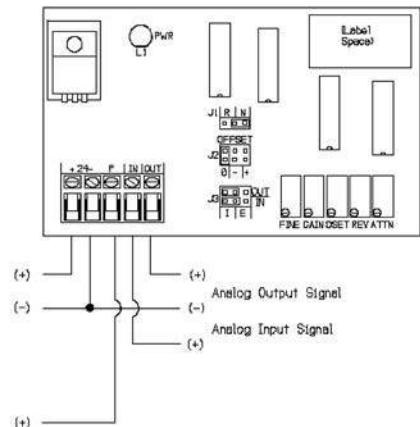 PWR
L1
(Label
Space)
J1 R N
OFFSET
J2
0 - +
+ 24- P IN OUT
J3 OUT
IN
I E
FINE GAIN OSET REV ATTN
(+) (+)
Analog Output Signal
(-) (-)
Analog Input Signal
(+)
(+)